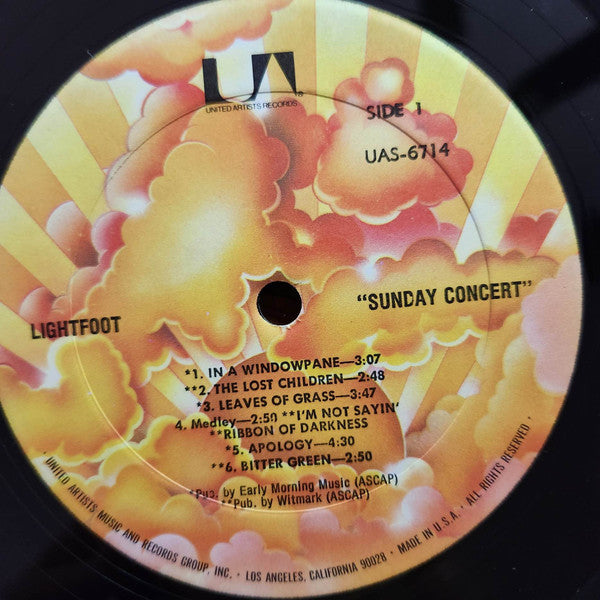 UA®
UNITED ARTISTS RECORDS
SIDE 1
UAS-6714
"SUNDAY CONCERT"
LIGHTFOOT
*1. IN A WINDOWPANE—3:07
**2. THE LOST CHILDREN—2:48
*3. LEAVES OF GRASS—3:47
4. Medley—2:50 **I'M NOT SAYIN'
**RIBBON OF DARKNESS
*5. APOLOGY—4:30
**6. BITTER GREEN—2:50
*Pub. by Early Morning Music (ASCAP)
**Pub. by Witmark (ASCAP)
· UNITED ARTISTS MUSIC AND RECORDS GROUP, INC. · LOS ANGELES, CALIFORNIA 90028 · MADE IN U.S.A. · ALL RIGHTS RESERVED ·